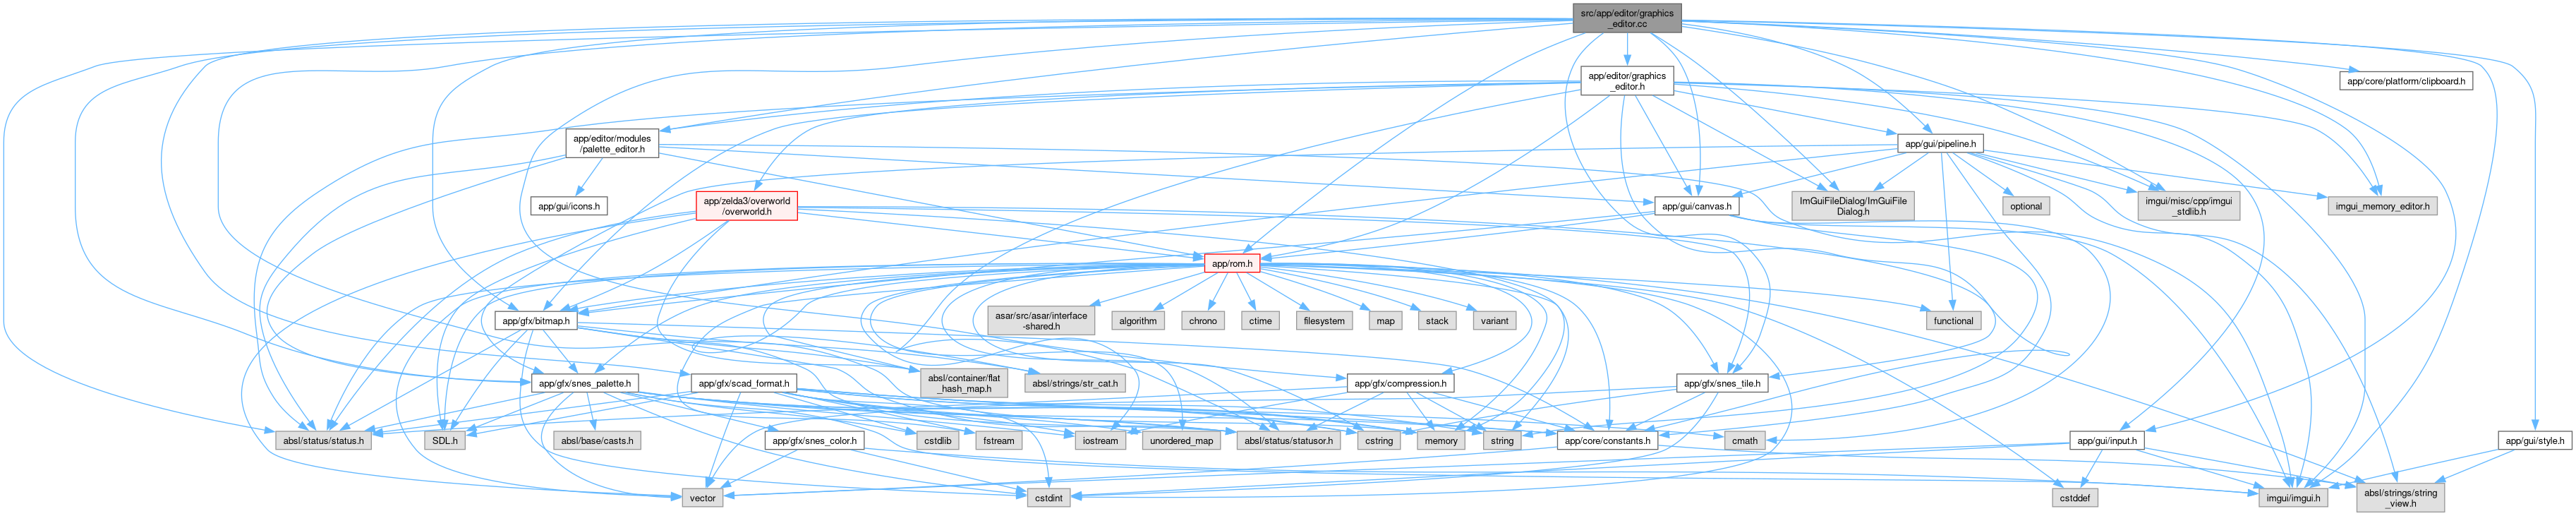 src/app/editor/graphics
_editor.cc
app/editor/graphics
_editor.h
app/core/platform/clipboard.h
app/editor/modules
/palette_editor.h
app/gui/pipeline.h
app/gui/icons.h
app/zelda3/overworld
/overworld.h
app/gui/canvas.h
ImGuiFileDialog/ImGuiFile
Dialog.h
optional
imgui/misc/cpp/imgui
_stdlib.h
imgui_memory_editor.h
app/rom.h
app/gfx/bitmap.h
asar/src/asar/interface
-shared.h
algorithm
chrono
ctime
filesystem
map
stack
variant
functional
app/gfx/snes_palette.h
app/gfx/scad_format.h
absl/container/flat
_hash_map.h
absl/strings/str_cat.h
app/gfx/compression.h
app/gfx/snes_tile.h
absl/status/status.h
SDL.h
absl/base/casts.h
app/gfx/snes_color.h
cstdlib
fstream
iostream
unordered_map
absl/status/statusor.h
cstring
memory
string
app/core/constants.h
cmath
app/gui/input.h
app/gui/style.h
vector
cstdint
cstddef
imgui/imgui.h
absl/strings/string
_view.h